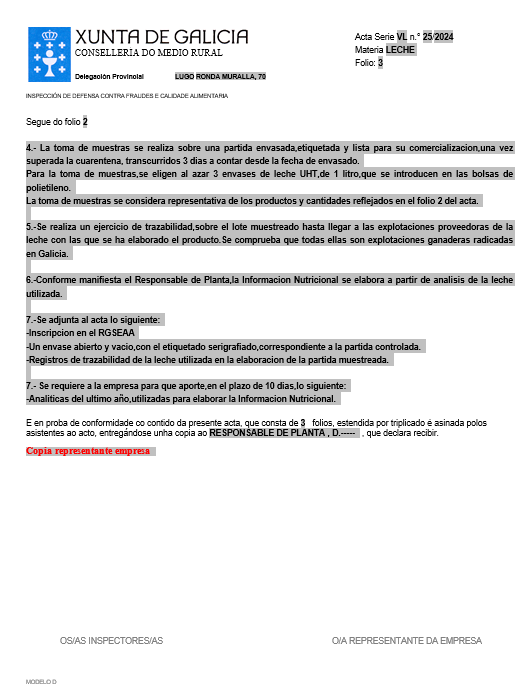 XUNTA DE GALICIA
CONSELLERIA DO MEDIO RURAL
Delegación Provincial LUGO RONDA MURALLA, 70
Acta Serie VL n.° 25/2024
Materia LECHE
Folio: 3
INSPECCIÓN DE DEFENSA CONTRA FRAUDES E CALIDADE ALIMENTARIA
Segue do folio 2
4.- La toma de muestras se realiza sobre una partida envasada,etiquetada y lista para su comercializacion,una vez
superada la cuarentena, transcurridos 3 dias a contar desde la fecha de envasado.
Para la toma de muestras,se eligen al azar 3 envases de leche UHT,de 1 litro,que se introducen en las bolsas de
polietileno.
La toma de muestras se considera representativa de los productos y cantidades reflejados en el folio 2 del acta.
5.-Se realiza un ejercicio de trazabilidad,sobre el lote muestreado hasta llegar a las explotaciones proveedoras de la
leche con las que se ha elaborado el producto.Se comprueba que todas ellas son explotaciones ganaderas radicadas
en Galicia.
6.-Conforme manifiesta el Responsable de Planta,la Informacion Nutricional se elabora a partir de analisis de la leche
utilizada.
7.-Se adjunta al acta lo siguiente:
-Inscripcion en el RGSEAA
-Un envase abierto y vacio,con el etiquetado serigrafiado,correspondiente a la partida controlada.
-Registros de trazabilidad de la leche utilizada en la elaboracion de la partida muestreada.
7.- Se requiere a la empresa para que aporte,en el plazo de 10 dias,lo siguiente:
-Analiticas del ultimo año,utilizadas para elaborar la Informacion Nutricional.
E en proba de conformidade co contido da presente acta, que consta de 3 folios, estendida por triplicado é asinada polos
asistentes ao acto, entregándose unha copia ao RESPONSABLE DE PLANTA , D.----- , que declara recibir.
Copia representante empresa
OS/AS INSPECTORES/AS O/A REPRESENTANTE DA EMPRESA
MODELO D